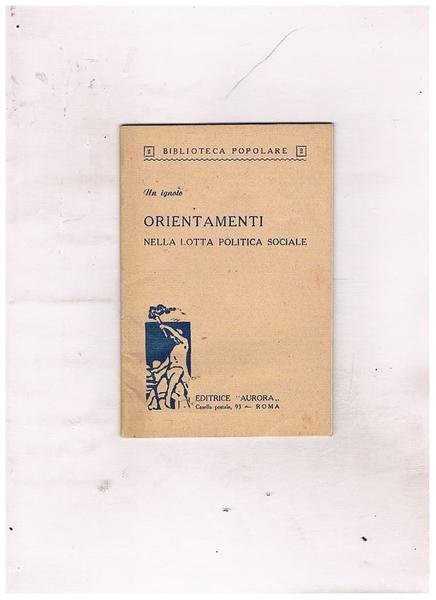 2 BIBLIOTECA POPOLARE 2
Un ignoto
ORIENTAMENTI
NELLA LOTTA POLITICA SOCIALE
EDITRICE "AURORA„
Casella postale, 93 — ROMA